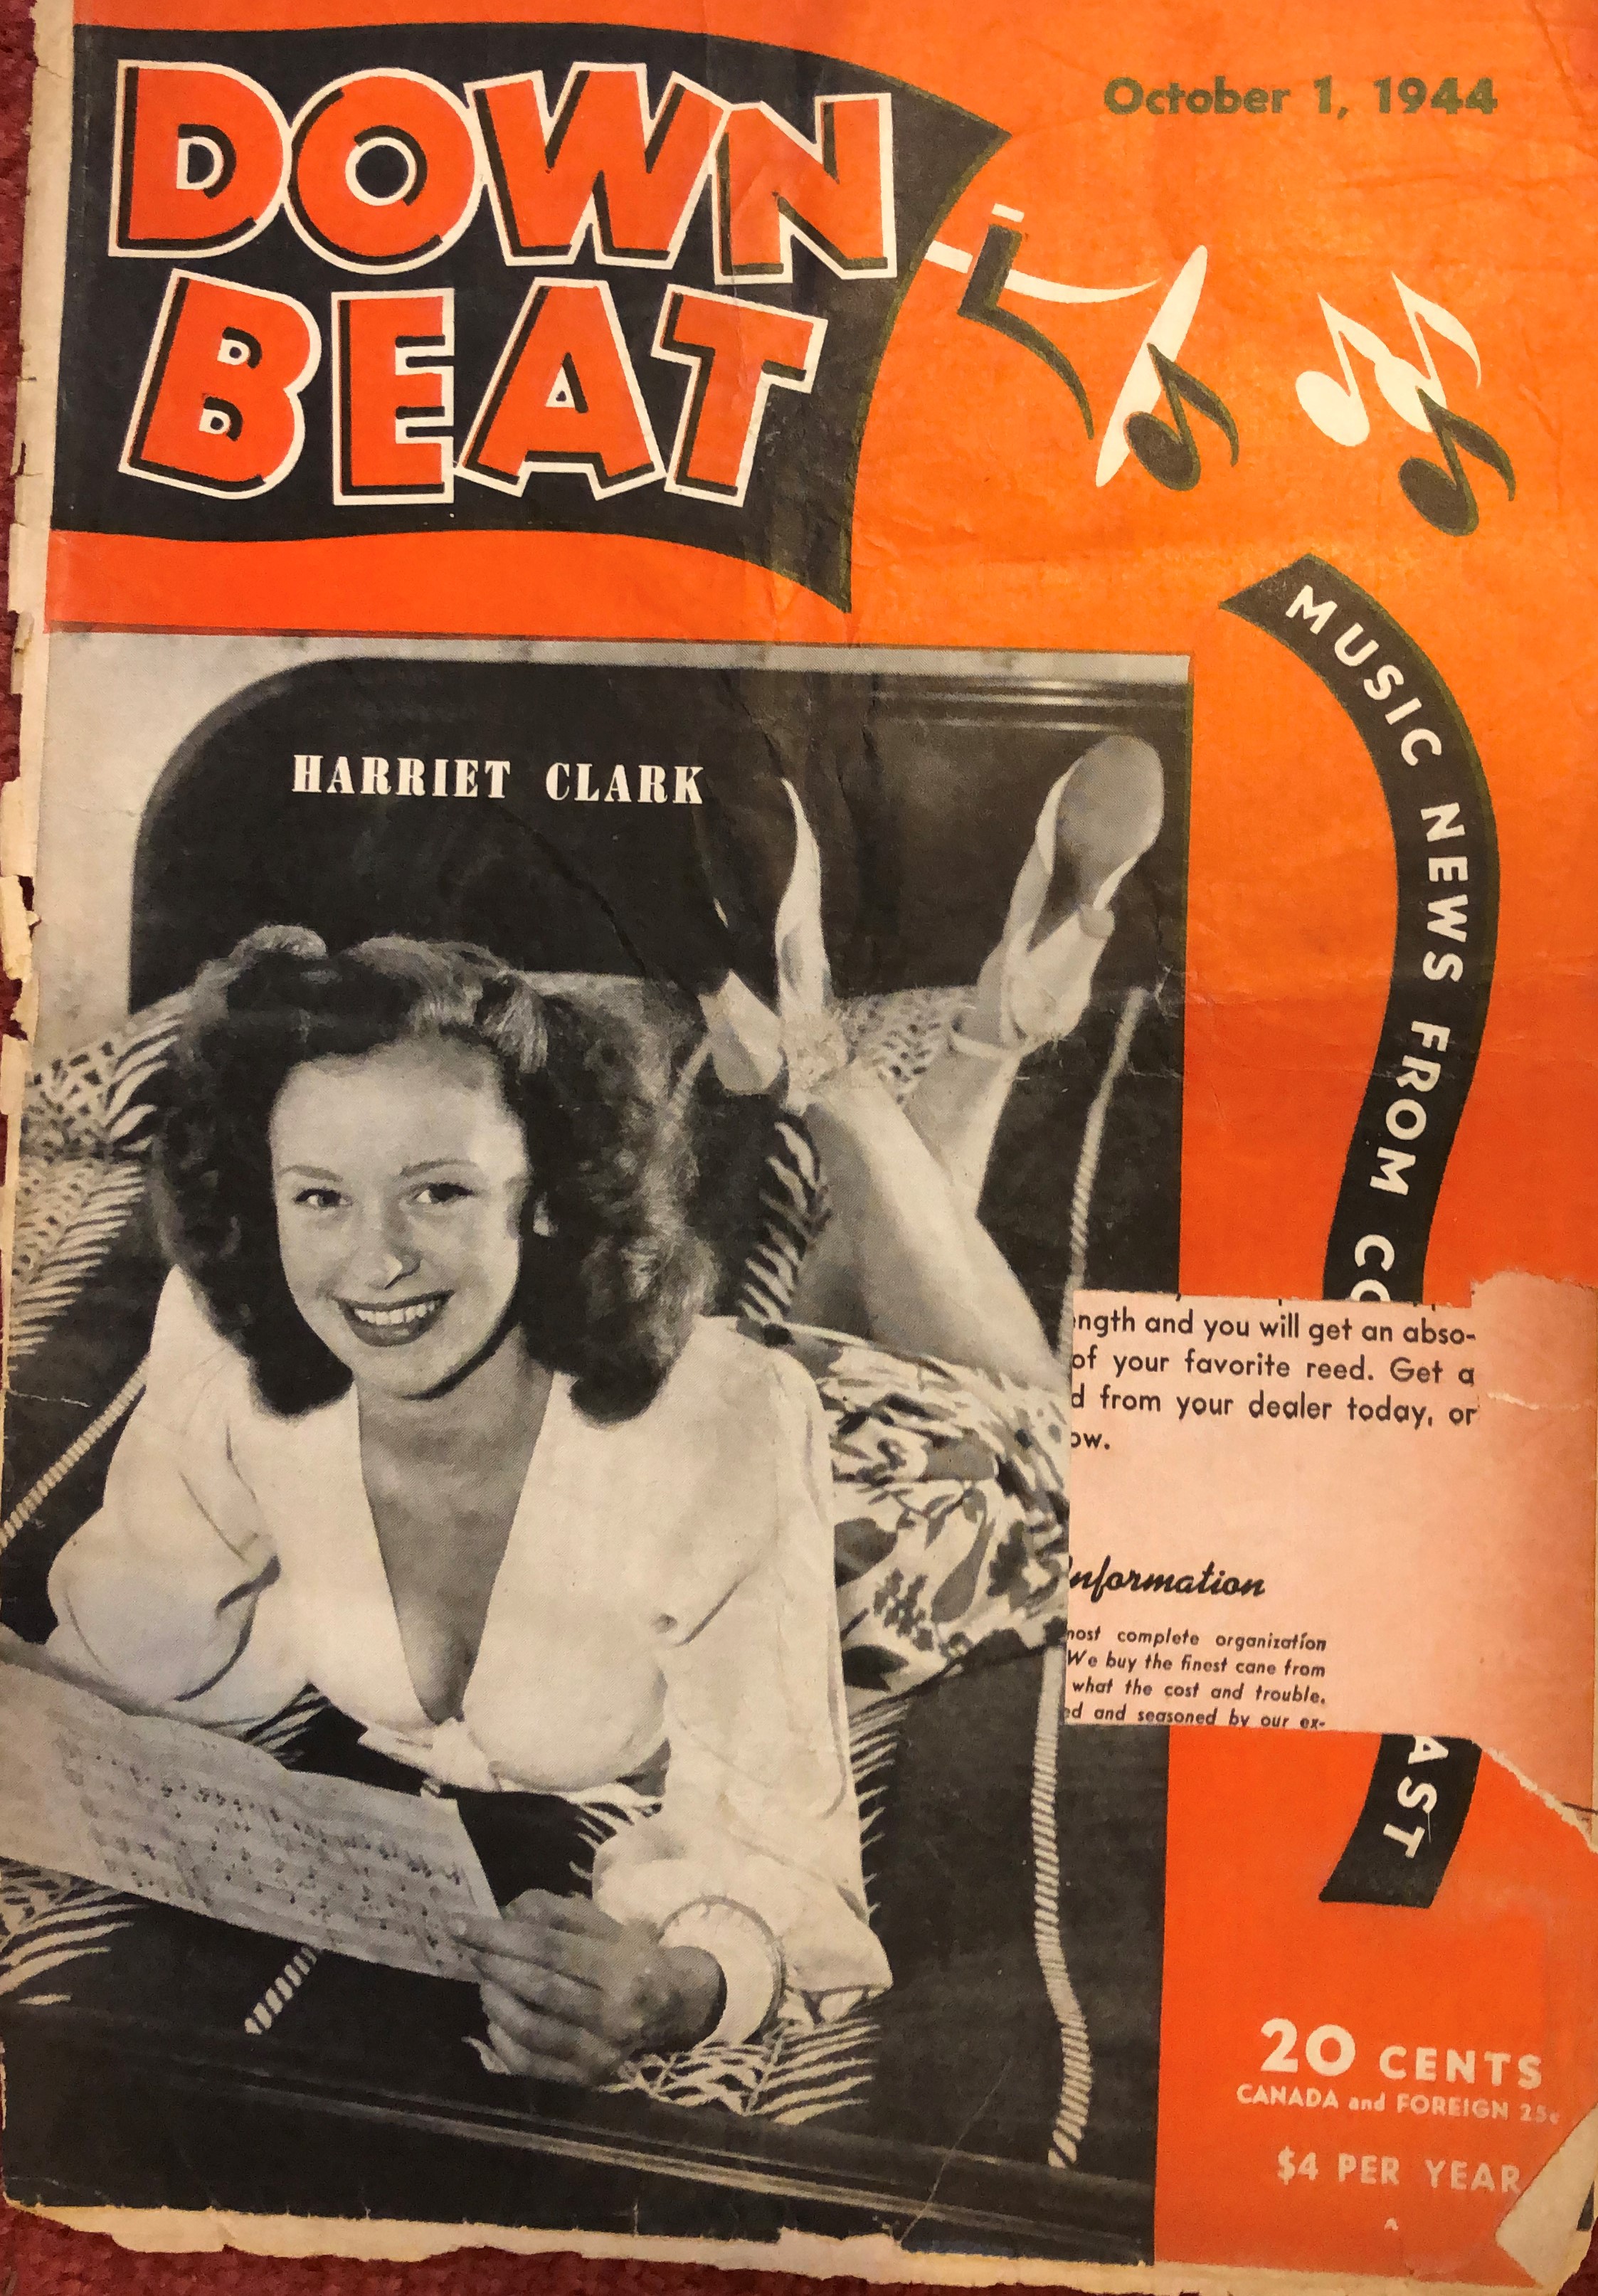 DOWN
BEAT
October 1, 1944
MUSIC NEWS FROM
AST
HARRIET CLARK
ength and you will get an abso-
of your favorite reed. Get a
d from your dealer today, or
ow.
nformation
most complete organization
We buy the finest cane from
what the cost and trouble.
ed and seasoned by our ex-
20 CENTS
CANADA and FOREIGN 25c
$4 PER YEAR